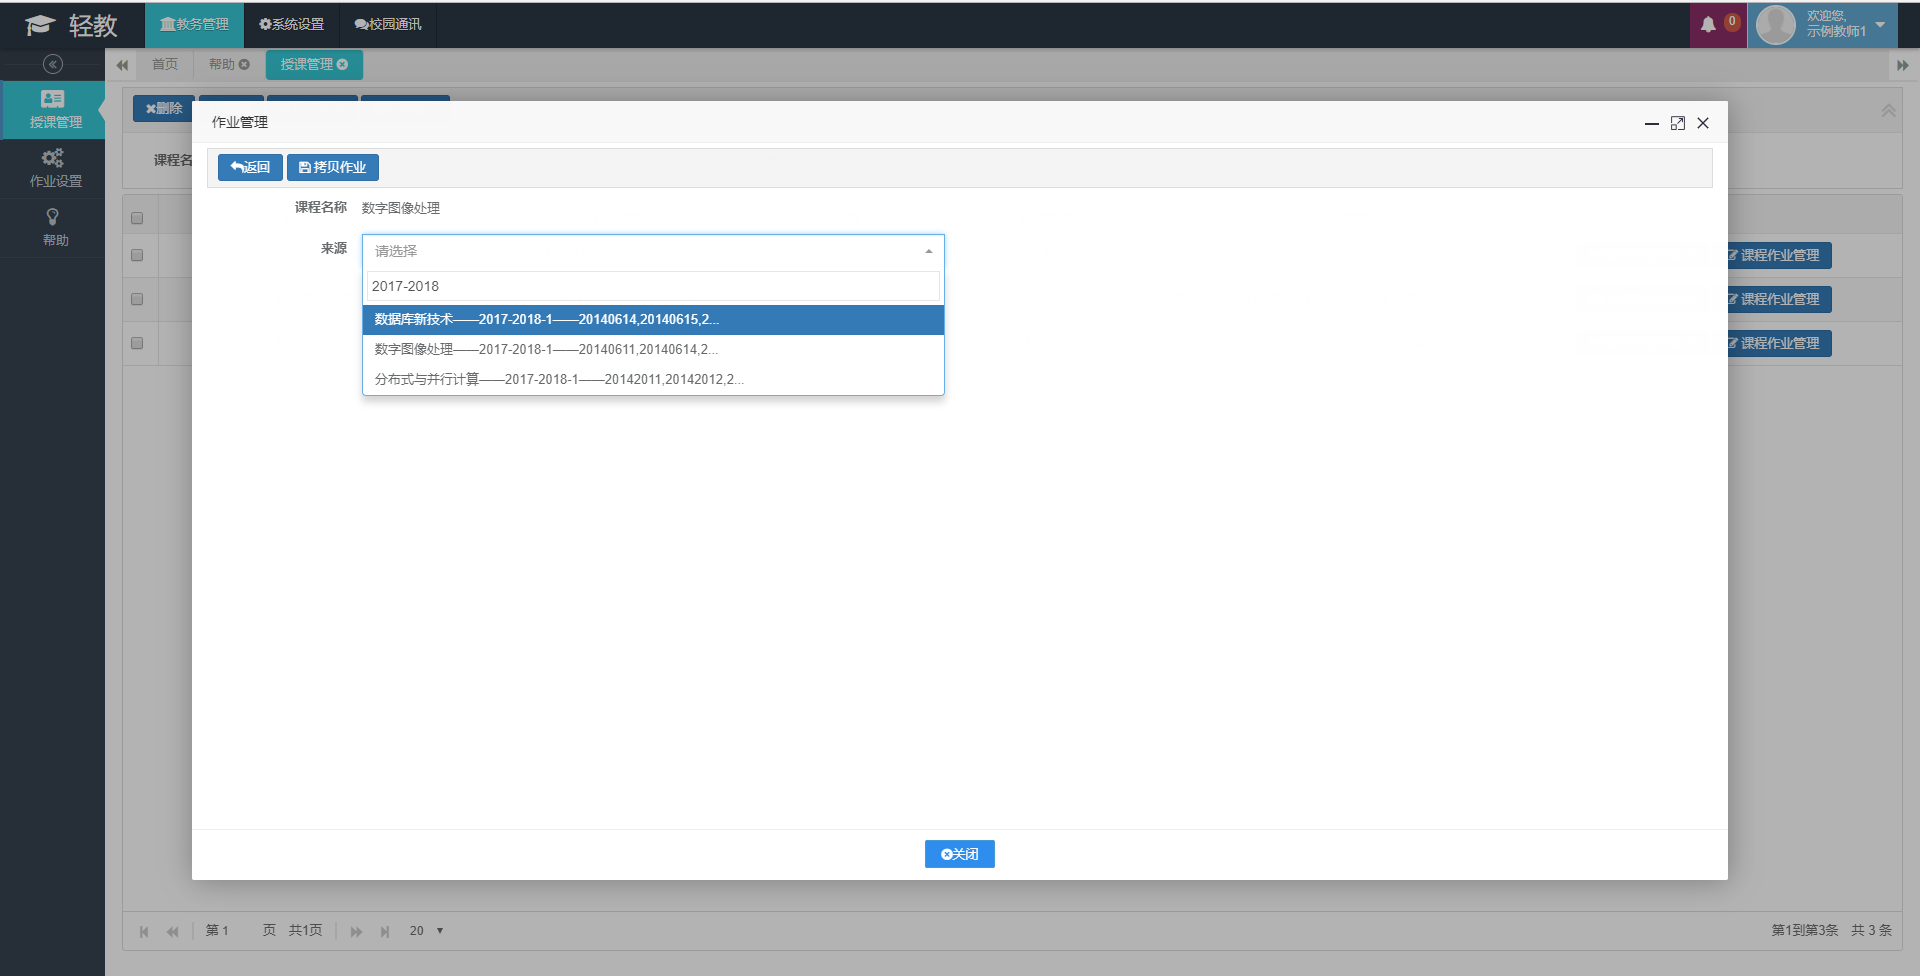 轻教
教务管理
系统设置
校园通讯
0
欢迎您,
示例教师1
首页
帮助
授课管理
授课管理
作业设置
帮助
删除
课程名
作业管理
返回
拷贝作业
课程名称 数字图像处理
来源 请选择
2017-2018
数据库新技术——2017-2018-1——20140614,20140615,2...
数字图像处理——2017-2018-1——20140611,20140614,2...
分布式与并行计算——2017-2018-1——20142011,20142012,2...
课程作业管理
课程作业管理
课程作业管理
关闭
第 1 页 共1页 20
第1到第3条 共 3 条